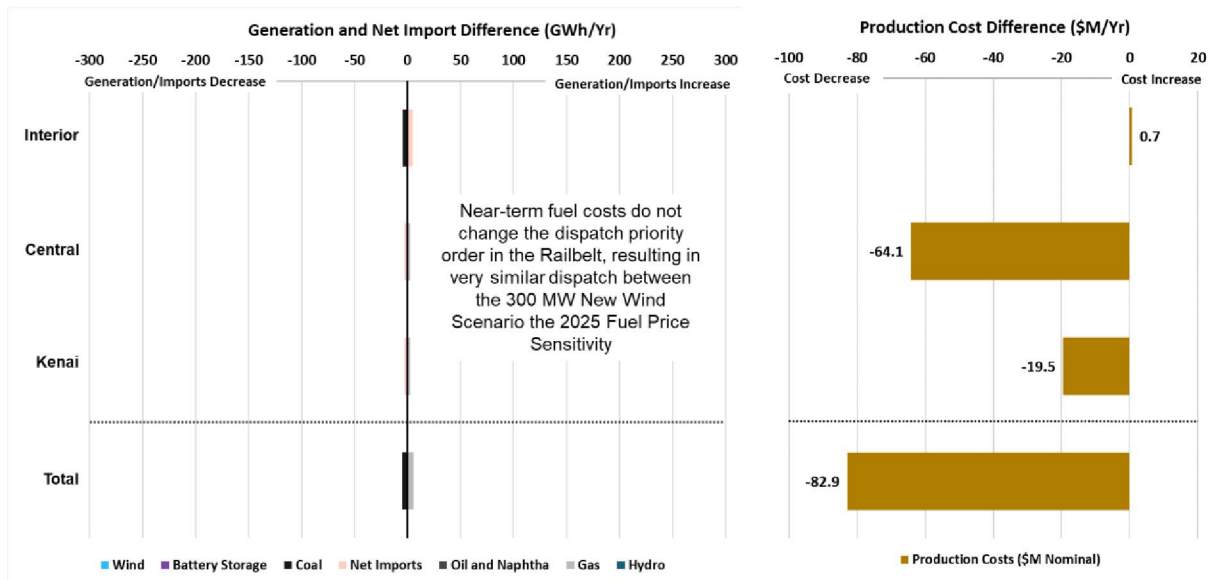 Generation and Net Import Difference (GWh/Yr)
-300 -250 -200 -150 -100 -50 0 50 100 150 200 250 300
Generation/Imports Decrease Generation/Imports Increase
Interior
Central
Kenai
Total
Near-term fuel costs do not
change the dispatch priority
order in the Railbelt, resulting in
very similar dispatch between
the 300 MW New Wind
Scenario the 2025 Fuel Price
Sensitivity
Wind Battery Storage Coal Net Imports Oil and Naphtha Gas Hydro
Production Cost Difference ($M/Yr)
-100 -80 -60 -40 -20 0 20
Cost Decrease Cost Increase
0.7
-64.1
-19.5
-82.9
Production Costs ($M Nominal)